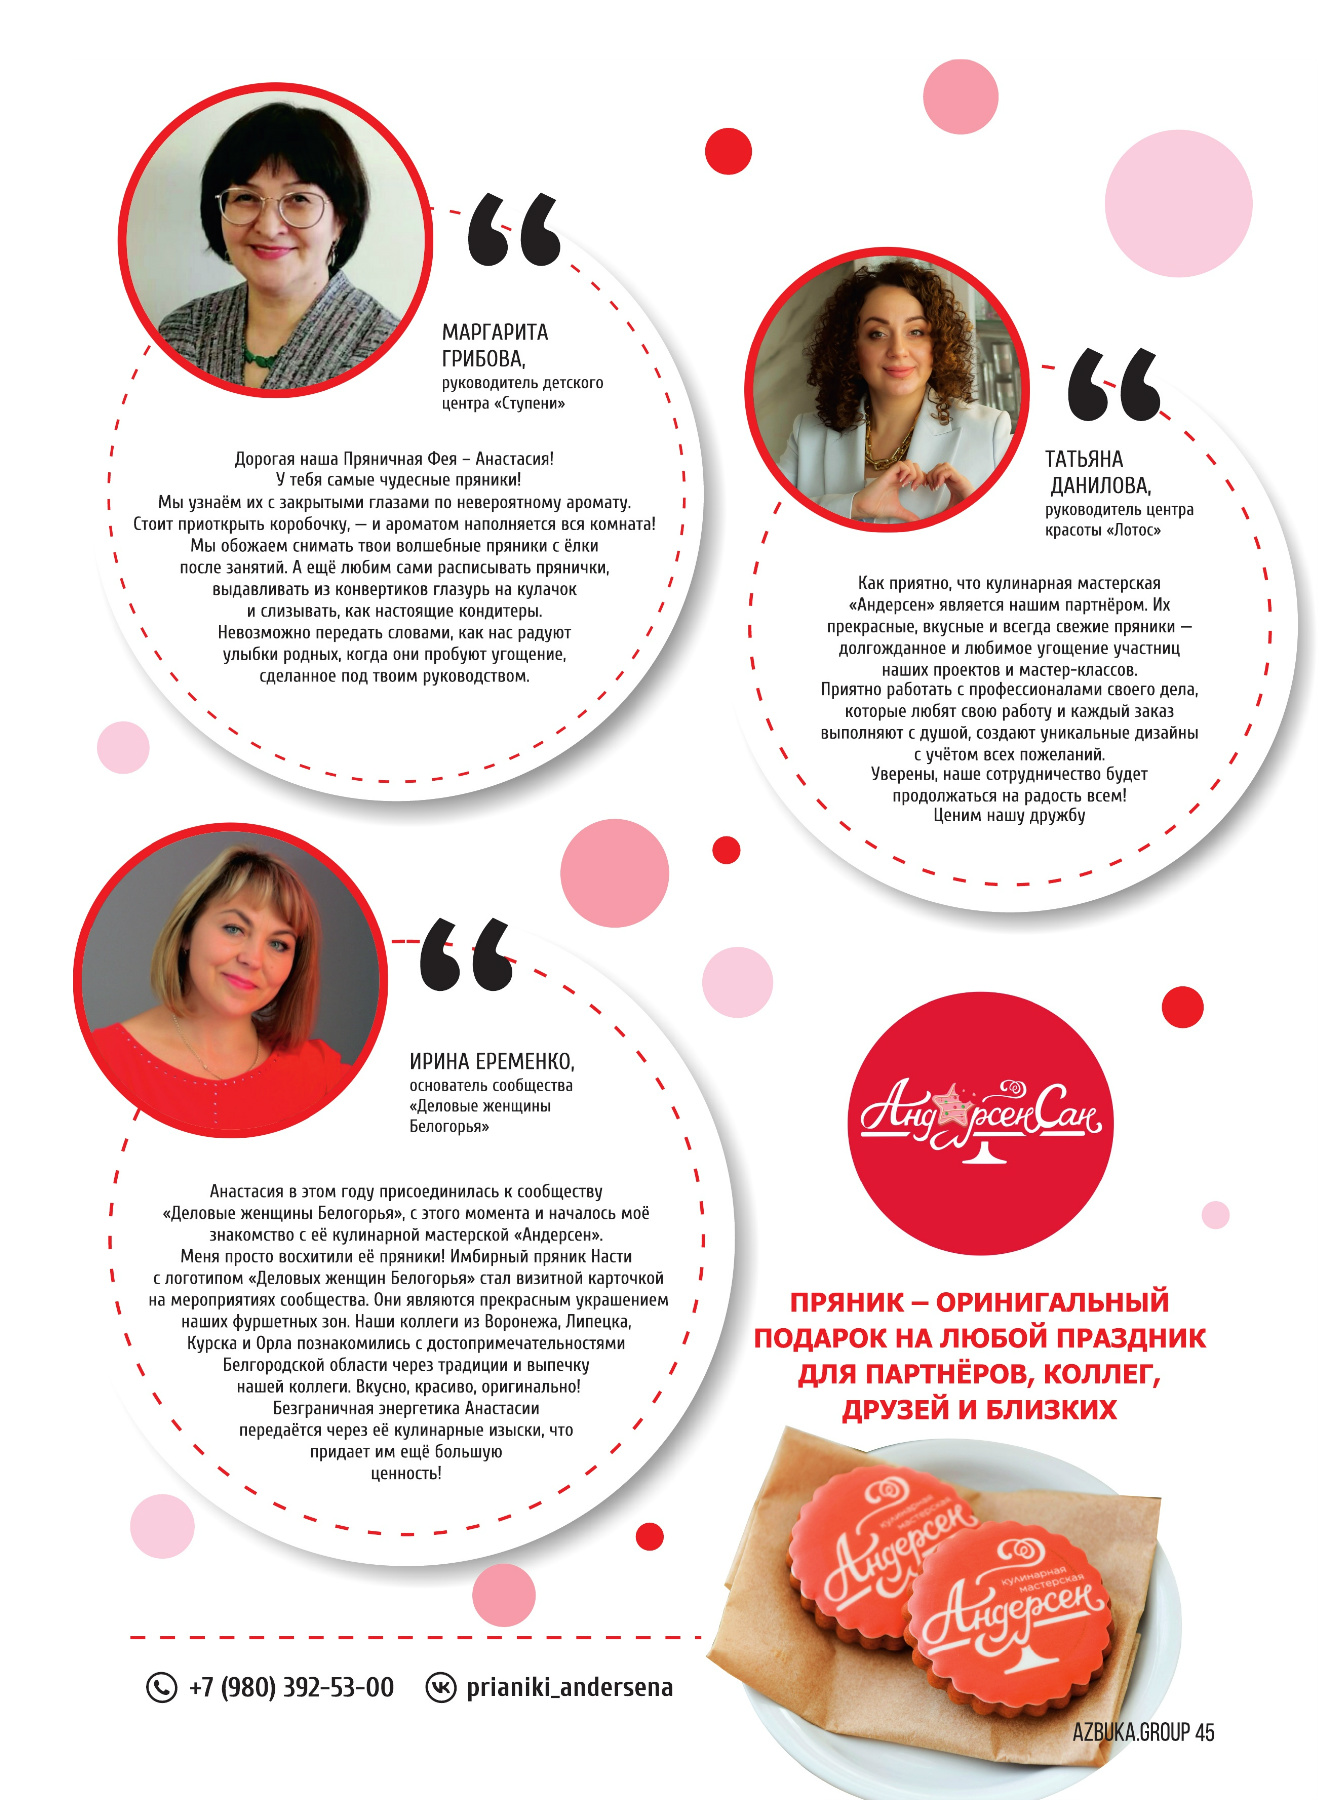 МАРГАРИТА
ГРИБОВА,
руководитель детского
центра «Ступени»
Дорогая наша Пряничная Фея – Анастасия!
У тебя самые чудесные пряники!
Мы узнаём их с закрытыми глазами по невероятному аромату.
Стоит приоткрыть коробочку, — и ароматом наполняется вся комната!
Мы обожаем снимать твои волшебные пряники с ёлки
после занятий. А ещё любим сами расписывать прянички,
выдавливать из конвертиков глазурь на кулачок
и слизывать, как настоящие кондитеры.
Невозможно передать словами, как нас радуют
улыбки родных, когда они пробуют угощение,
сделанное под твоим руководством.
ТАТЬЯНА
ДАНИЛОВА,
руководитель центра
красоты «Лотос»
Как приятно, что кулинарная мастерская
«Андерсен» является нашим партнёром. Их
прекрасные, вкусные и всегда свежие пряники —
долгожданное и любимое угощение участниц
наших проектов и мастер-классов.
Приятно работать с профессионалами своего дела,
которые любят свою работу и каждый заказ
выполняют с душой, создают уникальные дизайны
с учётом всех пожеланий.
Уверены, наше сотрудничество будет
продолжаться на радость всем!
Ценим нашу дружбу
ИРИНА ЕРЕМЕНКО,
основатель сообщества
«Деловые женщины
Белогорья»
Анастасия в этом году присоединилась к сообществу
«Деловые женщины Белогорья», с этого момента и началось моё
знакомство с её кулинарной мастерской «Андерсен».
Меня просто восхитили её пряники! Имбирный пряник Насти
с логотипом «Деловых женщин Белогорья» стал визитной карточкой
на мероприятиях сообщества. Они являются прекрасным украшением
наших фуршетных зон. Наши коллеги из Воронежа, Липецка,
Курска и Орла познакомились с достопримечательностями
Белгородской области через традиции и выпечку
нашей коллеги. Вкусно, красиво, оригинально!
Безграничная энергетика Анастасии
передаётся через её кулинарные изыски, что
придает им ещё большую
ценность!
АндерсенСан
ПРЯНИК – ОРИНИГАЛЬНЫЙ
ПОДАРОК НА ЛЮБОЙ ПРАЗДНИК
ДЛЯ ПАРТНЁРОВ, КОЛЛЕГ,
ДРУЗЕЙ И БЛИЗКИХ
кулинарная
мастерская
Андерсен
кулинарная
мастерская
Андерсен
+7 (980) 392-53-00
prianiki_andersena
AZBUKA.GROUP 45